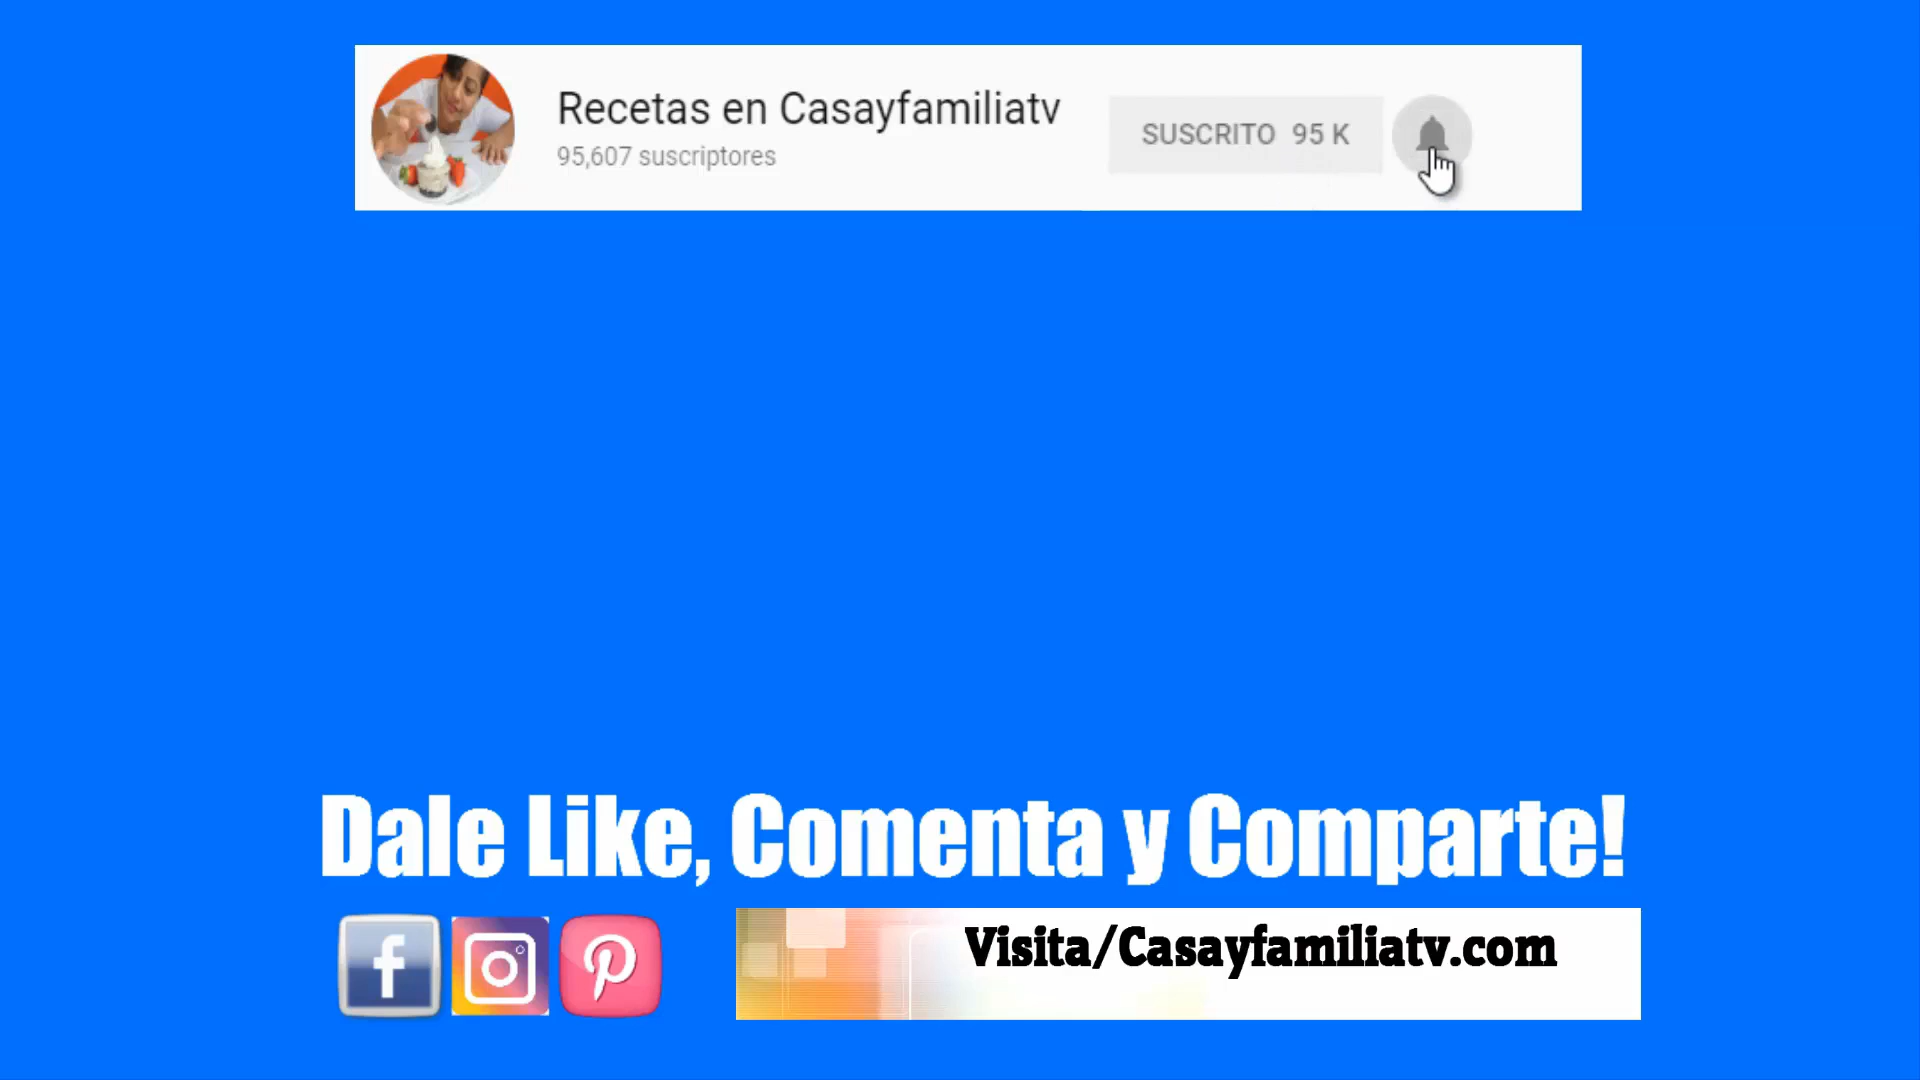 Recetas en Casayfamiliatv
95,607 suscriptores
SUSCRITO 95 K
Dale Like, Comenta y Comparte!
Visita/Casayfamiliatv.com